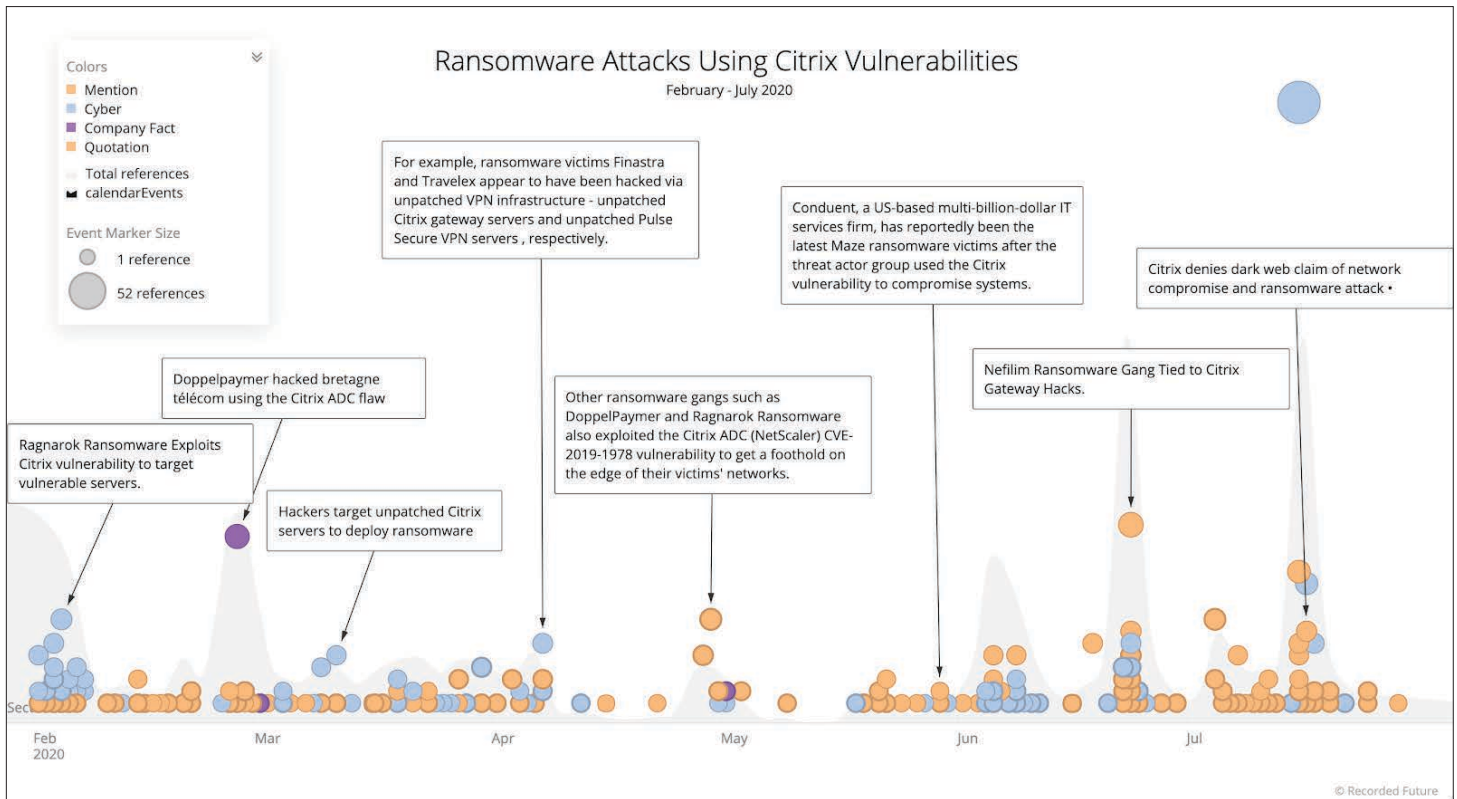 Ransomware Attacks Using Citrix Vulnerabilities
February - July 2020
Colors
Mention
Cyber
Company Fact
Quotation
Total references
calendarEvents
Event Marker Size
1 reference
52 references
Ragnarok Ransomware Exploits
Citrix vulnerability to target
vulnerable servers.
Doppelpaymer hacked bretagne
télécom using the Citrix ADC flaw
Hackers target unpatched Citrix
servers to deploy ransomware
For example, ransomware victims Finastra
and Travelex appear to have been hacked via
unpatched VPN infrastructure - unpatched
Citrix gateway servers and unpatched Pulse
Secure VPN servers , respectively.
Other ransomware gangs such as
DoppelPaymer and Ragnarok Ransomware
also exploited the Citrix ADC (NetScaler) CVE-
2019-1978 vulnerability to get a foothold on
the edge of their victims' networks.
Conduent, a US-based multi-billion-dollar IT
services firm, has reportedly been the
latest Maze ransomware victims after the
threat actor group used the Citrix
vulnerability to compromise systems.
Nefilim Ransomware Gang Tied to Citrix
Gateway Hacks.
Citrix denies dark web claim of network
compromise and ransomware attack •
Feb
2020
Mar
Apr
May
Jun
Jul
© Recorded Future